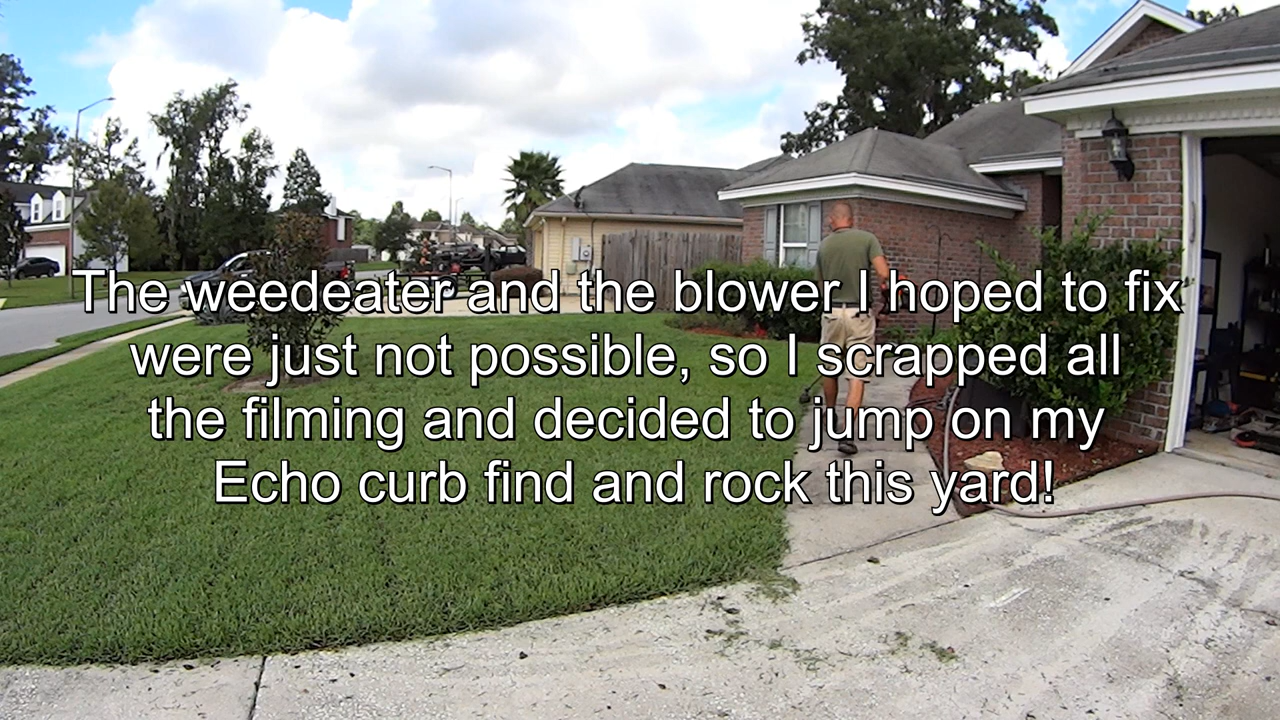 The weedeater and the blower I hoped to fix
were just not possible, so I scrapped all
the filming and decided to jump on my
Echo curb find and rock this yard!